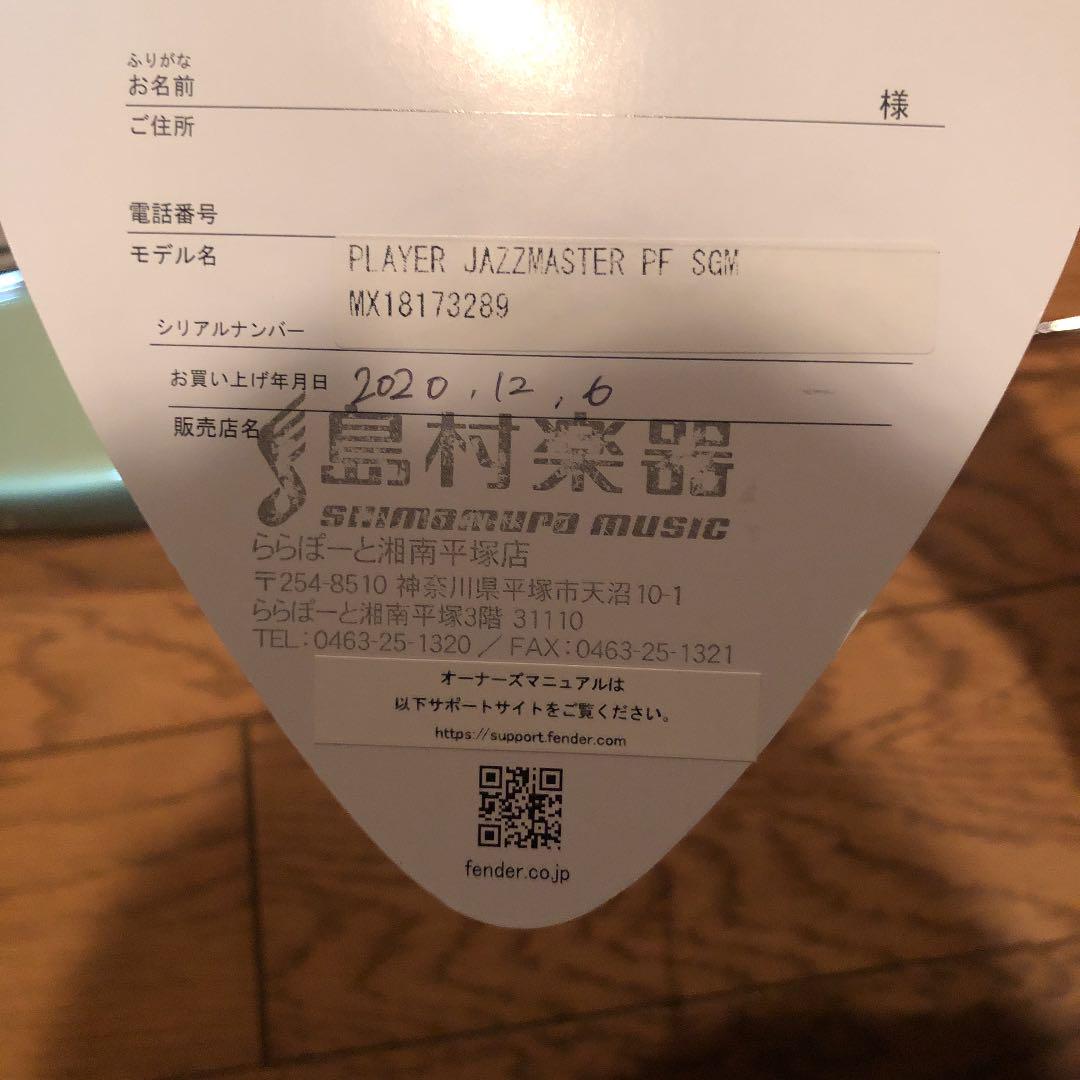 ふりがな
お名前 様
ご住所
電話番号
モデル名 PLAYER JAZZMASTER PF SGM
MX18173289
シリアルナンバー
お買い上げ年月日 2020.12.6
販売店名
島村楽器
SHIMAMURA MUSIC
ららぽーと湘南平塚店
〒254-8510 神奈川県平塚市天沼10-1
ららぽーと湘南平塚3階 31110
TEL:0463-25-1320/FAX:0463-25-1321
オーナーズマニュアルは
以下サポートサイトをご覧ください。
https://support.fender.com
fender.co.jp